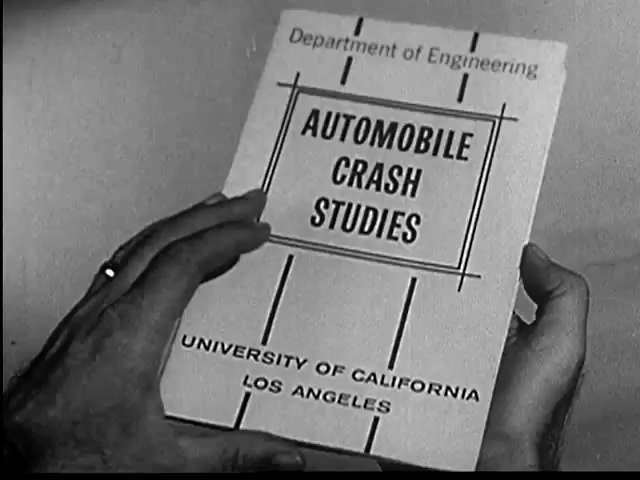 Department of Engineering
AUTOMOBILE
CRASH
STUDIES
UNIVERSITY OF CALIFORNIA
LOS ANGELES